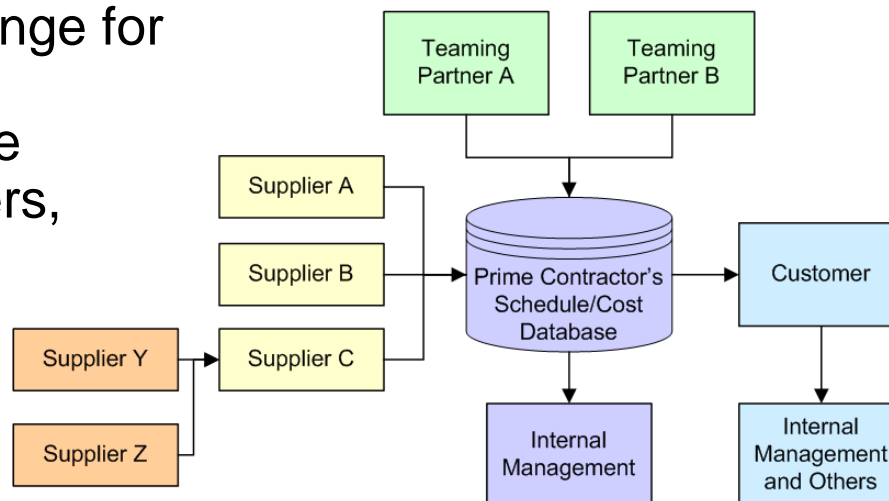 nge for
e
ers,
Teaming
Partner A
Teaming
Partner B
Supplier A
Supplier B
Supplier C
Supplier Y
Supplier Z
Prime Contractor's
Schedule/Cost
Database
Customer
Internal
Management
Internal
Management
and Others